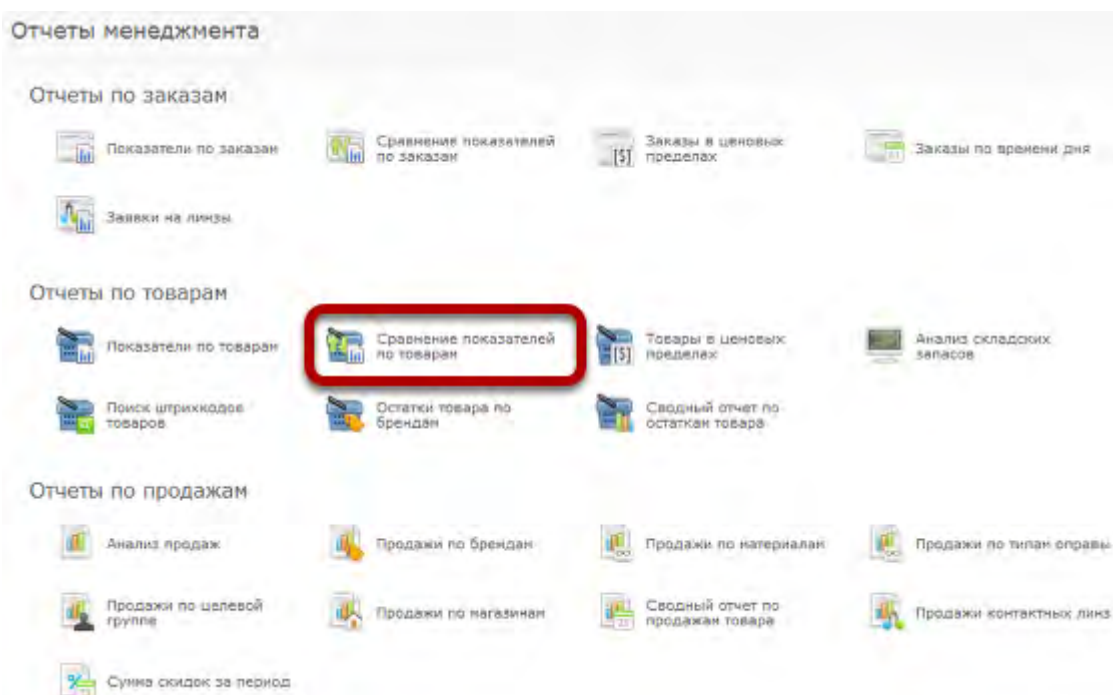 Отчеты менеджмента
Отчеты по заказам
Показатели по заказам
Сравнение показателей
по заказам
Заказы в ценовых
пределах
Заказы по времени дня
Заявки на линзы
Отчеты по товарам
Показатели по товарам
Сравнение показателей
по товарам
Товары в ценовых
пределах
Анализ складских
запасов
Поиск штрихкодов
товаров
Остатки товара по
брендам
Сводный отчет по
остаткам товара
Отчеты по продажам
Анализ продаж
Продажи по брендам
Продажи по материалам
Продажи по типам оправы
Продажи по целевой
группе
Продажи по магазинам
Сводный отчет по
продажам товара
Продажи контактных линз
Сумма скидок за период